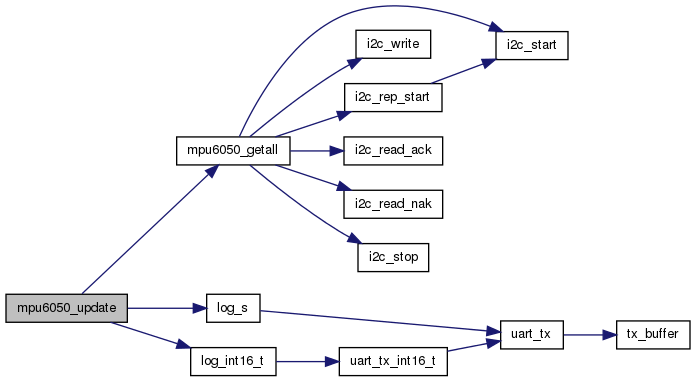 i2c_write
i2c_start
i2c_rep_start
mpu6050_getall
i2c_read_ack
i2c_read_nak
i2c_stop
mpu6050_update
log_s
uart_tx
tx_buffer
log_int16_t
uart_tx_int16_t